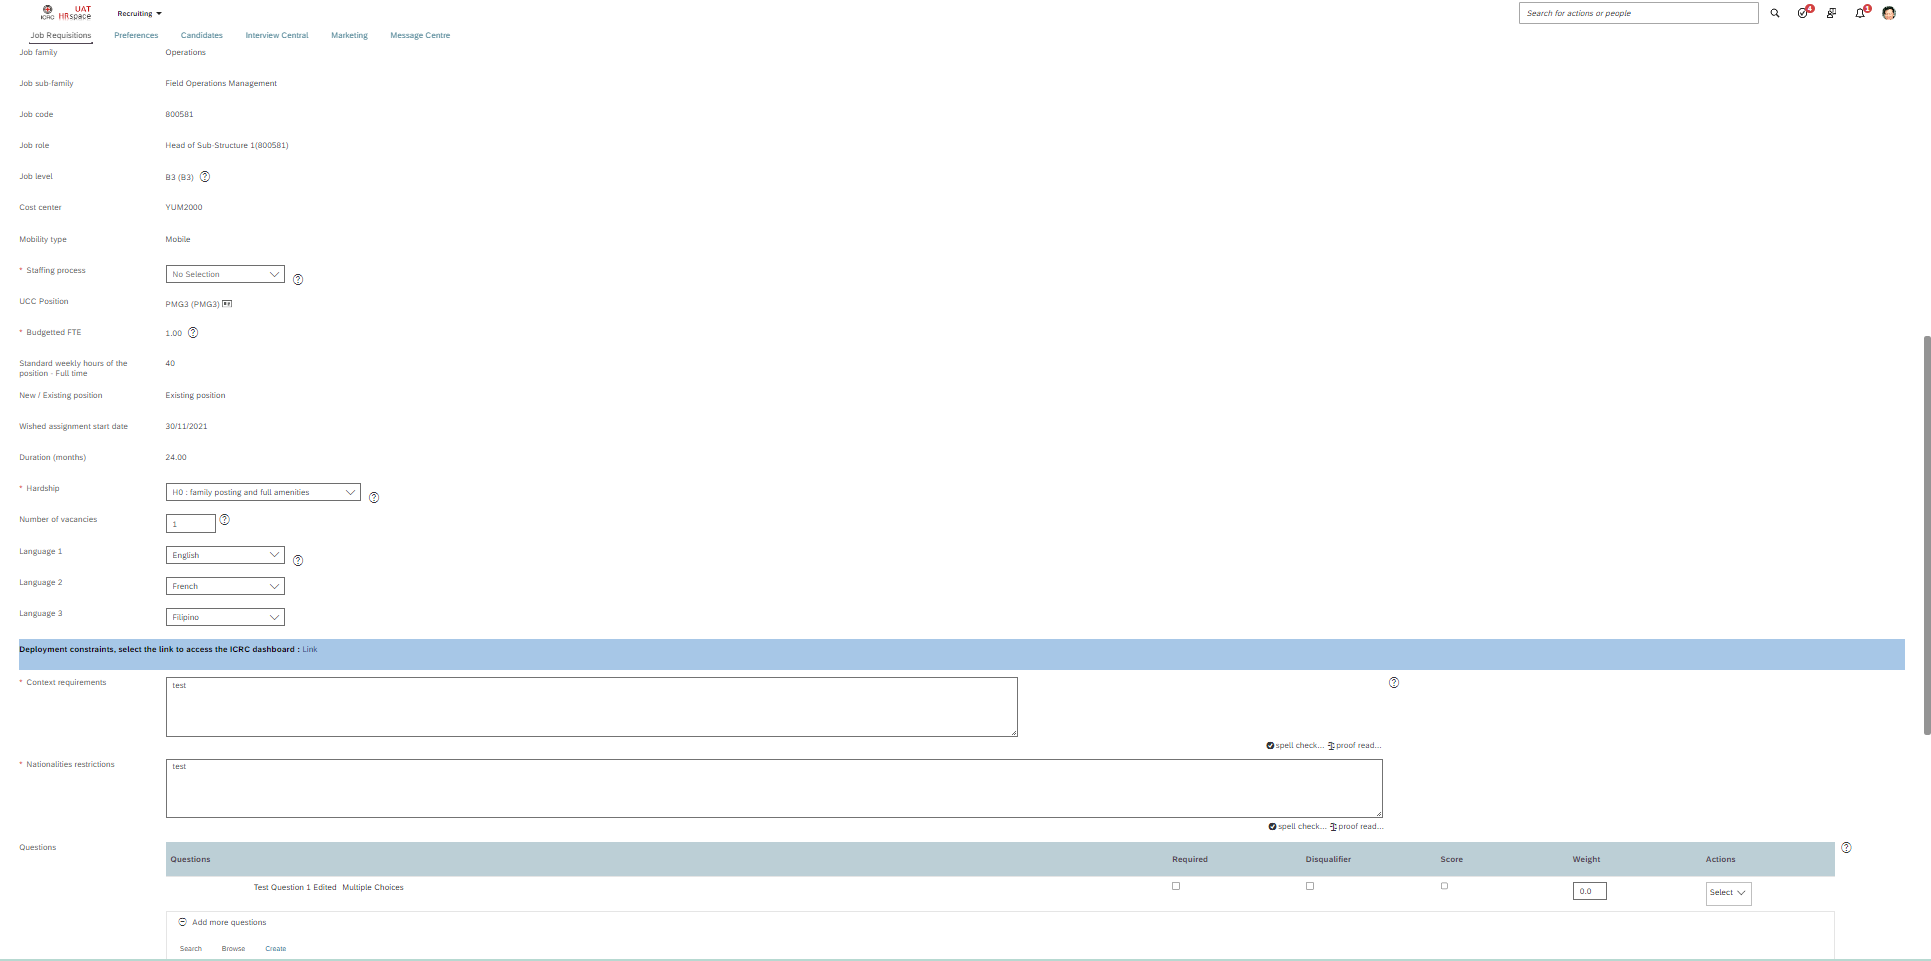 ICRC
UAT
HRspace
Recruiting
Search for actions or people
4
1
Job Requisitions Preferences Candidates Interview Central Marketing Message Centre
Job family Operations
Job sub-family Field Operations Management
Job code 800581
Job role Head of Sub-Structure 1(800581)
Job level B3 (B3) ?
Cost center YUM2000
Mobility type Mobile
* Staffing process No Selection ?
UCC Position PMG3 (PMG3)
* Budgetted FTE 1.00 ?
Standard weekly hours of the 40
position - Full time
New / Existing position Existing position
Wished assignment start date 30/11/2021
Duration (months) 24.00
* Hardship H0 : family posting and full amenities ?
Number of vacancies 1 ?
Language 1 English ?
Language 2 French
Language 3 Filipino
Deployment constraints, select the link to access the ICRC dashboard : Link
* Context requirements test ?
spell check... proof read...
* Nationalities restrictions test
spell check... proof read...
Questions ?
Questions Required Disqualifier Score Weight Actions
Test Question 1 Edited Multiple Choices 0.0 Select
Add more questions
Search Browse Create